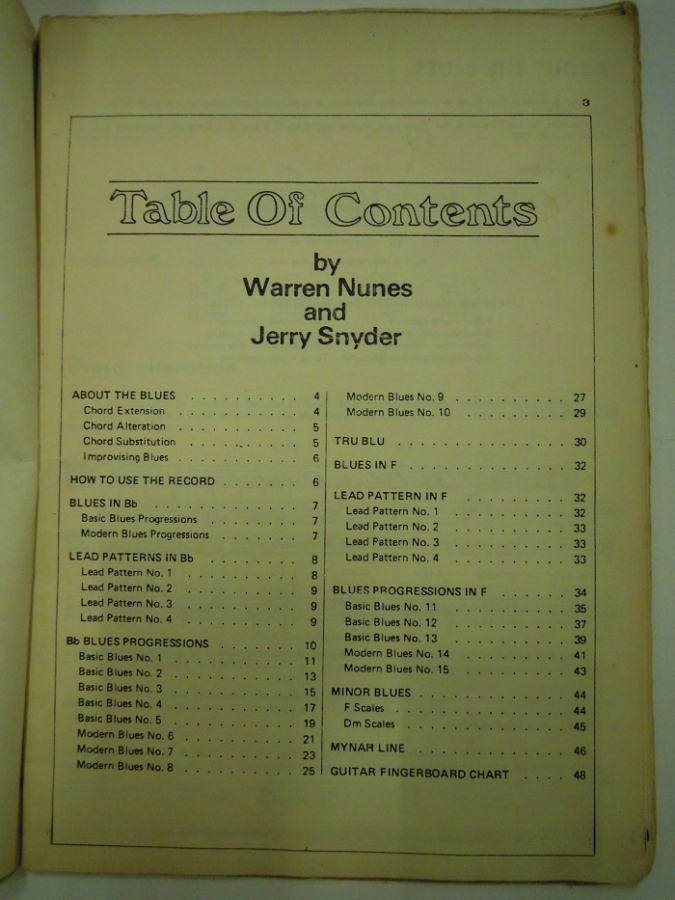 3
Table Of Contents
by
Warren Nunes
and
Jerry Snyder
ABOUT THE BLUES . . . . . . . . . . 4
Chord Extension . . . . . . . . . . . 4
Chord Alteration . . . . . . . . . . . 5
Chord Substitution . . . . . . . . . . 5
Improvising Blues . . . . . . . . . . . 6
HOW TO USE THE RECORD . . . . . . . 6
BLUES IN Bb . . . . . . . . . . . . . 7
Basic Blues Progressions . . . . . . . . 7
Modern Blues Progressions . . . . . . . 7
LEAD PATTERNS IN Bb . . . . . . . . 8
Lead Pattern No. 1 . . . . . . . . . . 8
Lead Pattern No. 2 . . . . . . . . . . 9
Lead Pattern No. 3 . . . . . . . . . . 9
Lead Pattern No. 4 . . . . . . . . . . 9
Bb BLUES PROGRESSIONS . . . . . . . 10
Basic Blues No. 1 . . . . . . . . . . . 11
Basic Blues No. 2 . . . . . . . . . . . 13
Basic Blues No. 3 . . . . . . . . . . . 15
Basic Blues No. 4 . . . . . . . . . . . 17
Basic Blues No. 5 . . . . . . . . . . . 19
Modern Blues No. 6 . . . . . . . . . . 21
Modern Blues No. 7 . . . . . . . . . . 23
Modern Blues No. 8 . . . . . . . . . . 25
Modern Blues No. 9 . . . . . . . . . . 27
Modern Blues No. 10 . . . . . . . . . 29
TRU BLU . . . . . . . . . . . . . . 30
BLUES IN F . . . . . . . . . . . . . 32
LEAD PATTERN IN F . . . . . . . . . 32
Lead Pattern No. 1 . . . . . . . . . . 32
Lead Pattern No. 2 . . . . . . . . . . 33
Lead Pattern No. 3 . . . . . . . . . . 33
Lead Pattern No. 4 . . . . . . . . . . 33
BLUES PROGRESSIONS IN F . . . . . . 34
Basic Blues No. 11 . . . . . . . . . . 35
Basic Blues No. 12 . . . . . . . . . . 37
Basic Blues No. 13 . . . . . . . . . . 39
Modern Blues No. 14 . . . . . . . . . 41
Modern Blues No. 15 . . . . . . . . . 43
MINOR BLUES . . . . . . . . . . . . 44
F Scales . . . . . . . . . . . . . . 44
Dm Scales . . . . . . . . . . . . . 45
MYNAH LINE . . . . . . . . . . . . 46
GUITAR FINGERBOARD CHART . . . . 48